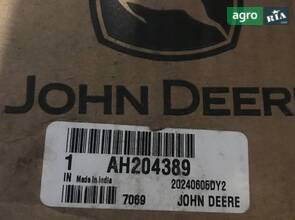 agro RIA
JOHN DEERE
1 AH204389
IN Made In India 20240606DY2
7069 JOHN DEERE